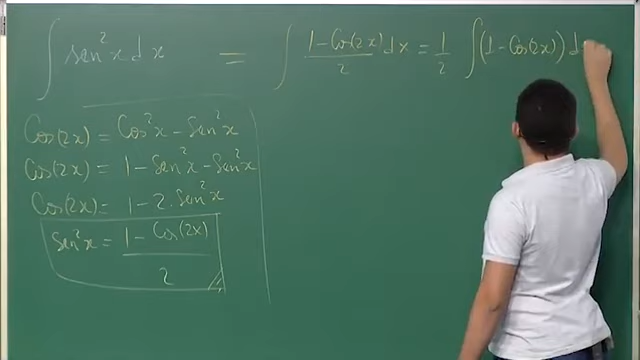 ∫ sen²x dx = ∫ (1 - Cos(2x))/2 dx = 1/2 ∫ (1 - Cos(2x)) d
Cos(2x) = Cos²x - Sen²x
Cos(2x) = 1 - Sen²x - Sen²x
Cos(2x) = 1 - 2.Sen²x
Sen²x = (1 - Cos(2x))/2